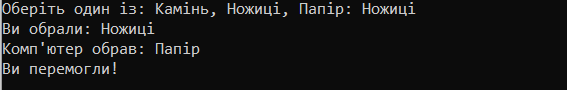 Оберіть один із: Камінь, Ножиці, Папір: Ножиці
Ви обрали: Ножиці
Комп'ютер обрав: Папір
Ви перемогли!